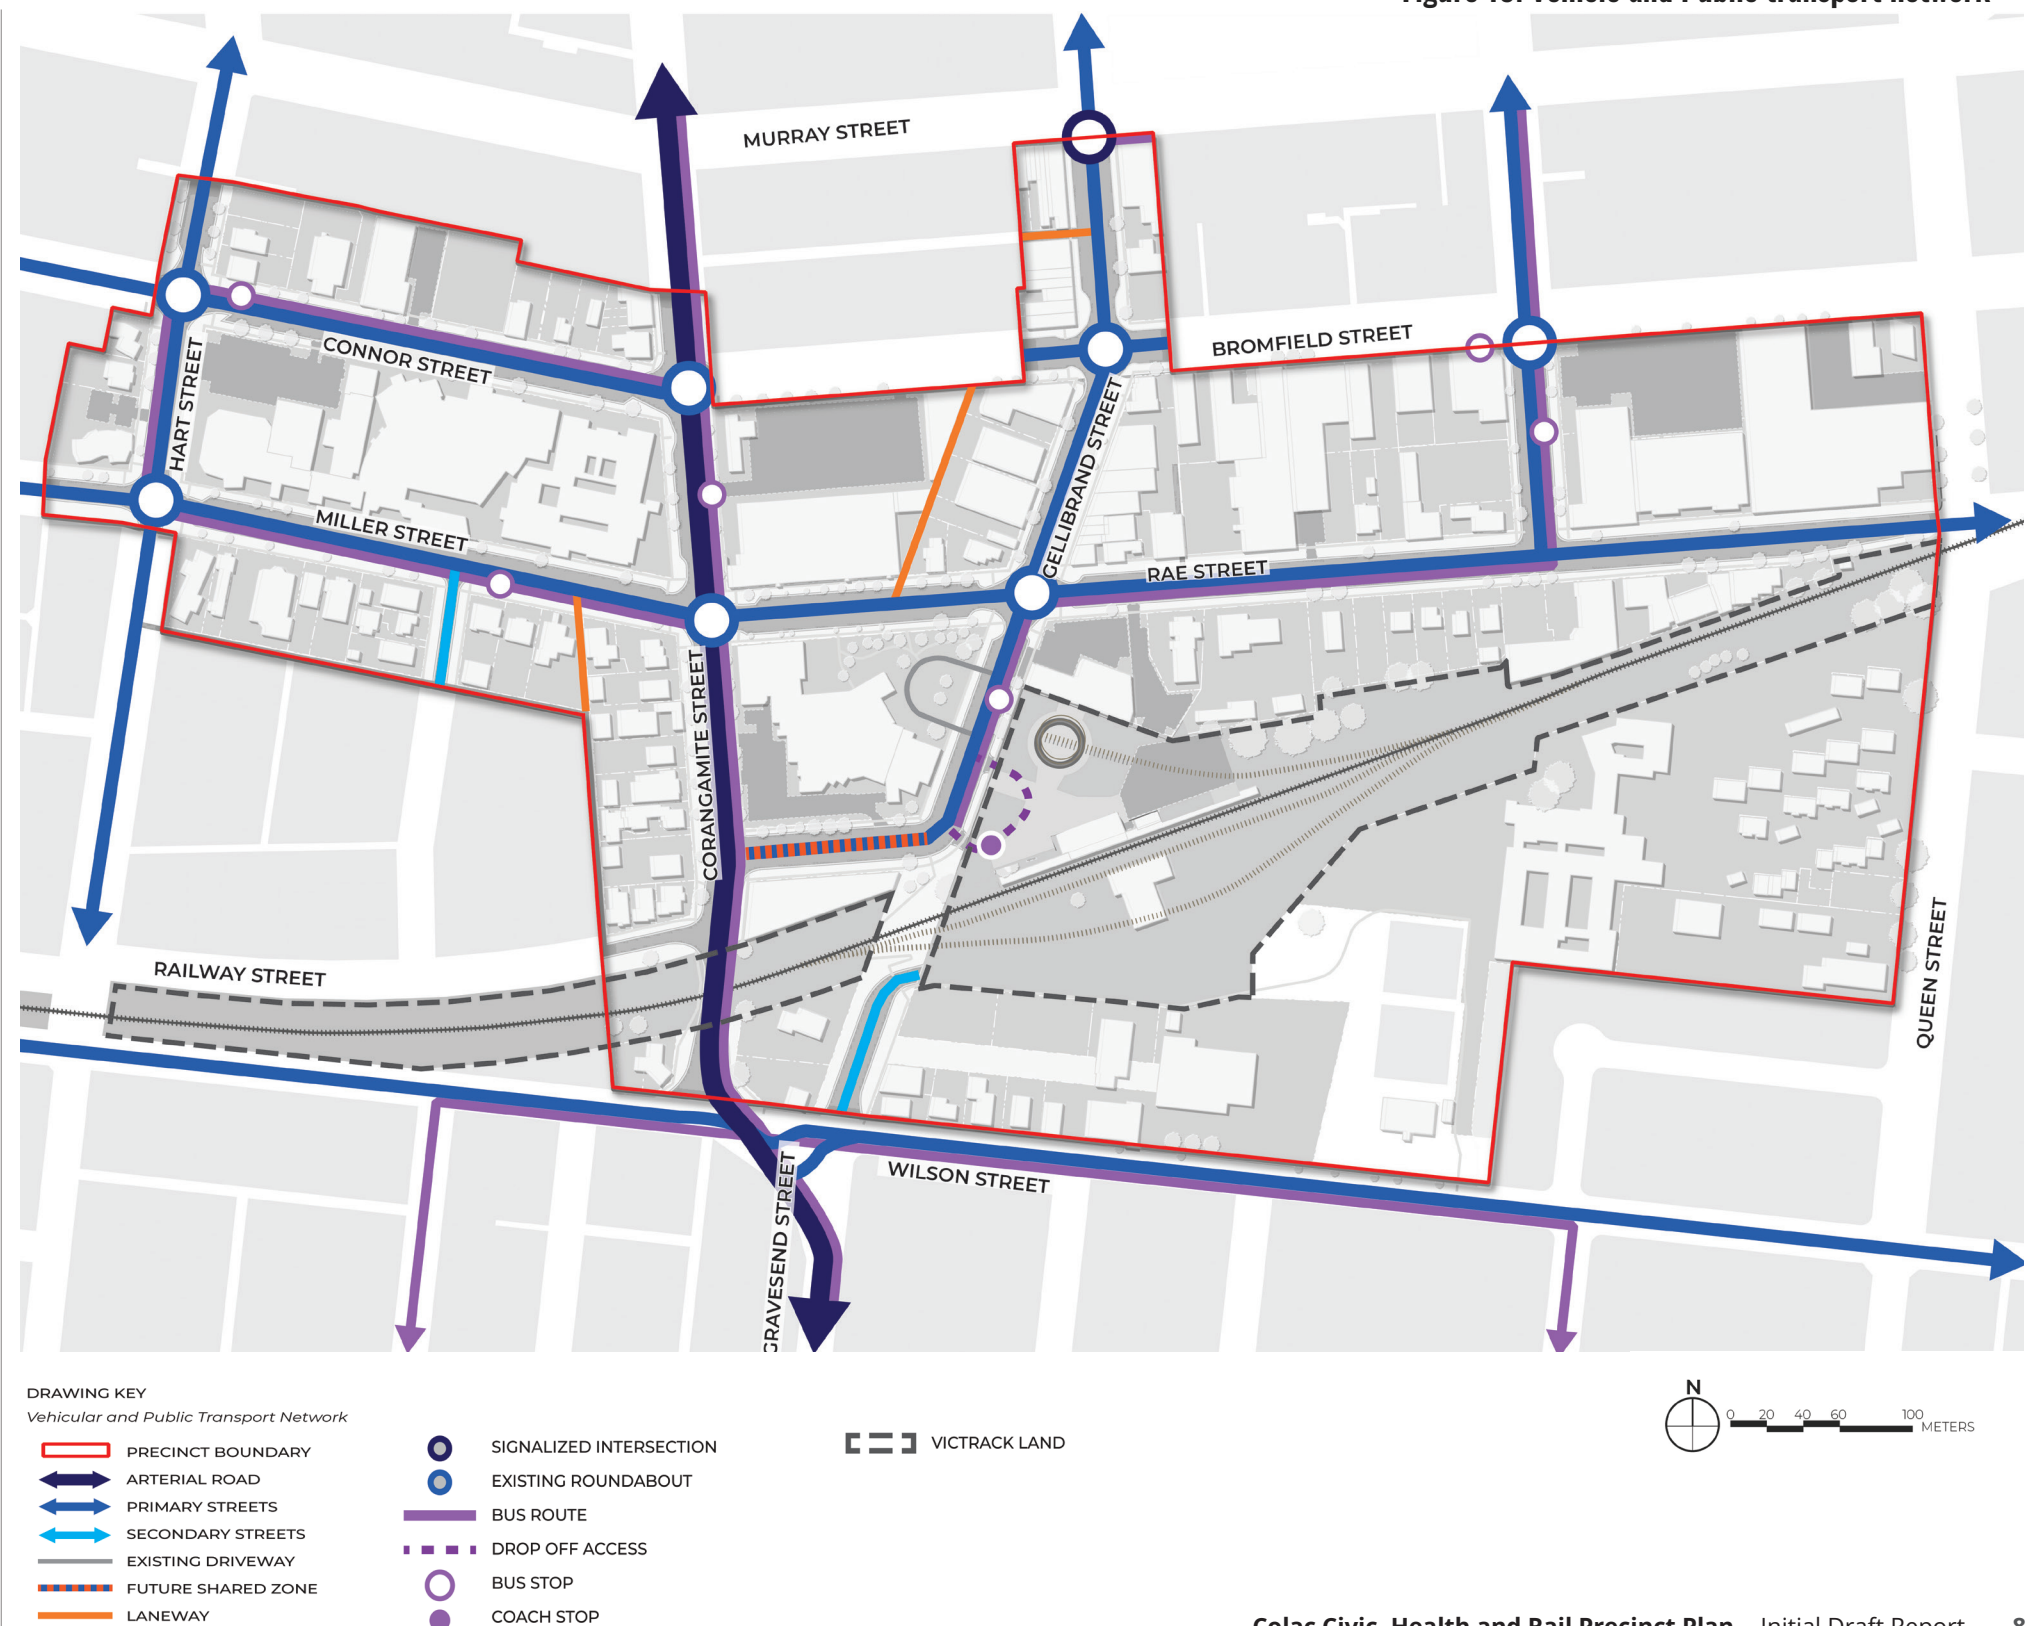 MURRAY STREET
CONNOR STREET
HART STREET
BROMFIELD STREET
GELLIBRAND STREET
MILLER STREET
RAE STREET
CORANGAMITE STREET
RAILWAY STREET
QUEEN STREET
WILSON STREET
GRAVESEND STREET
DRAWING KEY
Vehicular and Public Transport Network
PRECINCT BOUNDARY
ARTERIAL ROAD
PRIMARY STREETS
SECONDARY STREETS
EXISTING DRIVEWAY
FUTURE SHARED ZONE
LANEWAY
SIGNALIZED INTERSECTION
EXISTING ROUNDABOUT
BUS ROUTE
DROP OFF ACCESS
BUS STOP
COACH STOP
VICTRACK LAND
N
0 20 40 60 100
METERS
Colac Civic, Health and Rail Precinct Plan Initial Draft Report